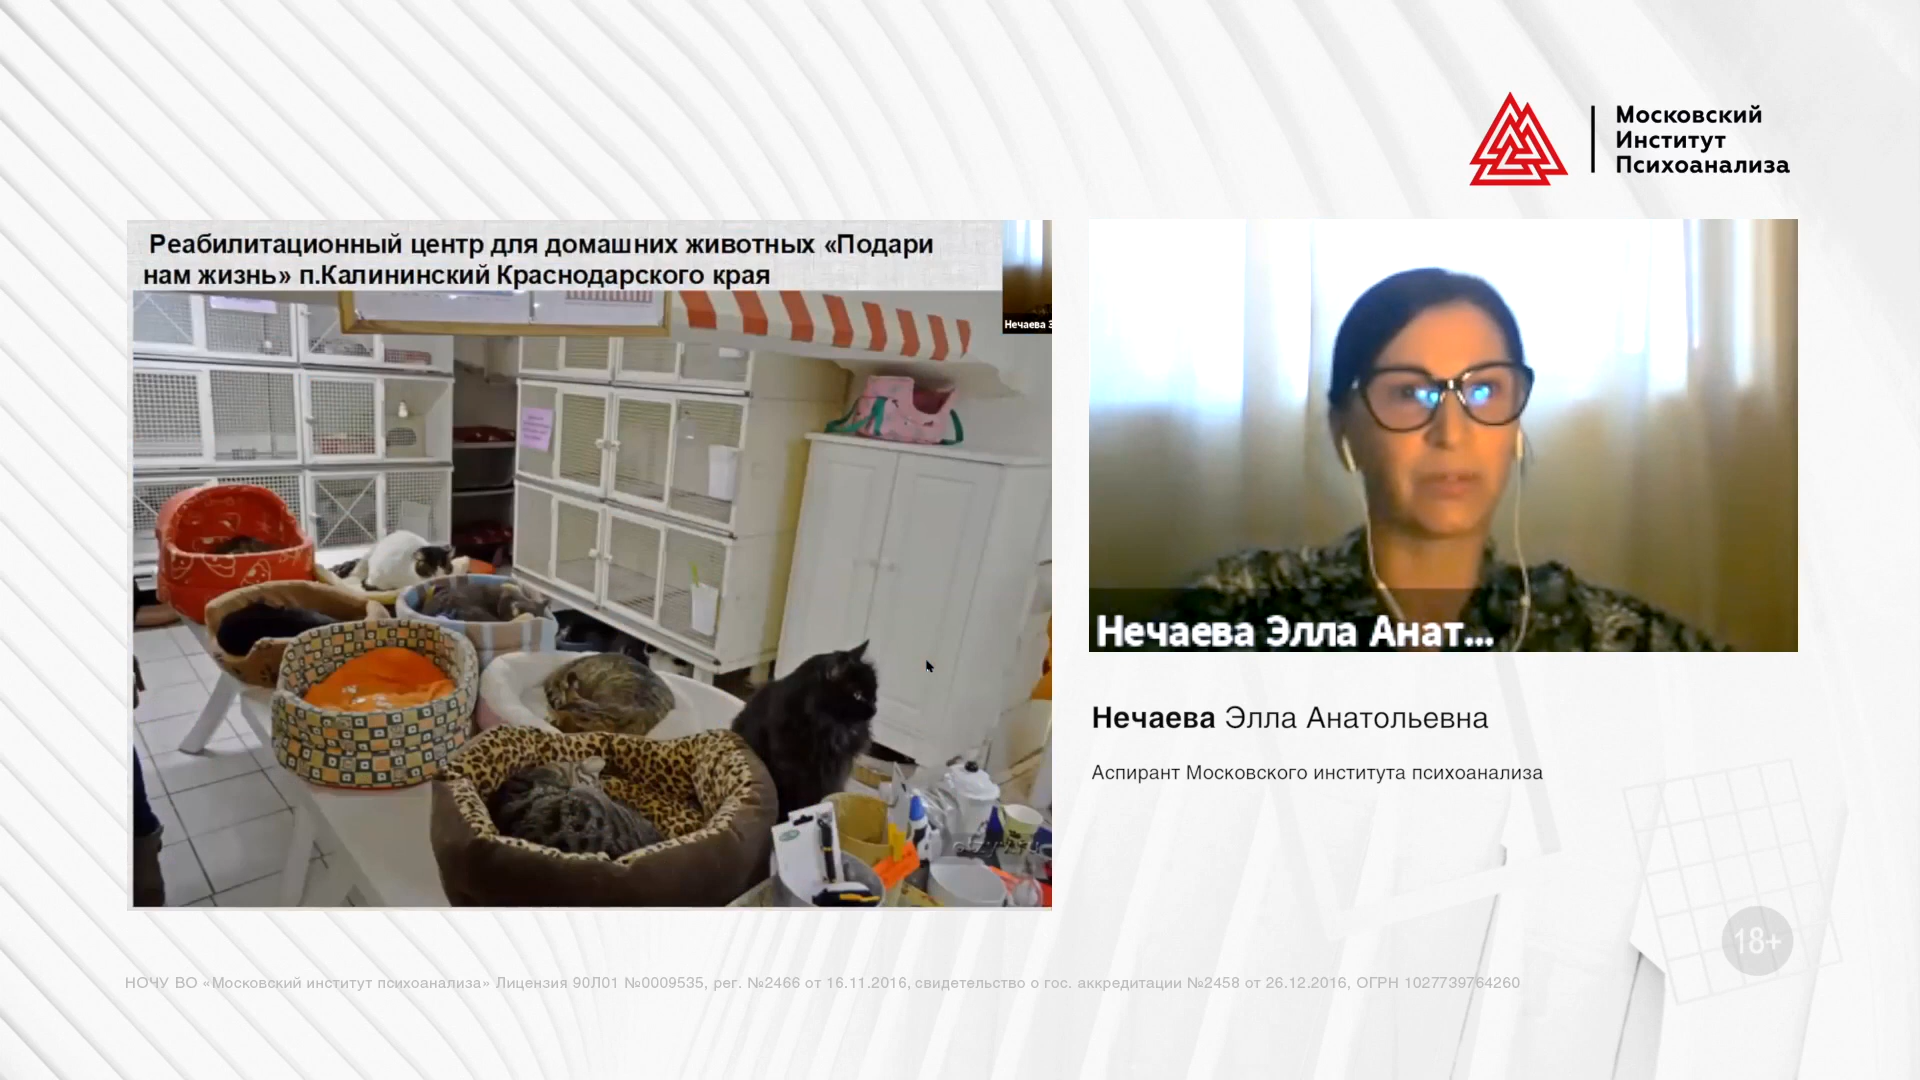 Московский
Институт
Психоанализа
Реабилитационный центр для домашних животных «Подари
нам жизнь» п.Калининский Краснодарского края
Нечаева Э
Нечаева Элла Анат...
Нечаева Элла Анатольевна
Аспирант Московского института психоанализа
18+
НОЧУ ВО «Московский институт психоанализа» Лицензия 90Л01 №0009535, рег. №2466 от 16.11.2016, свидетельство о гос. аккредитации №2458 от 26.12.2016, ОГРН 1027739764260